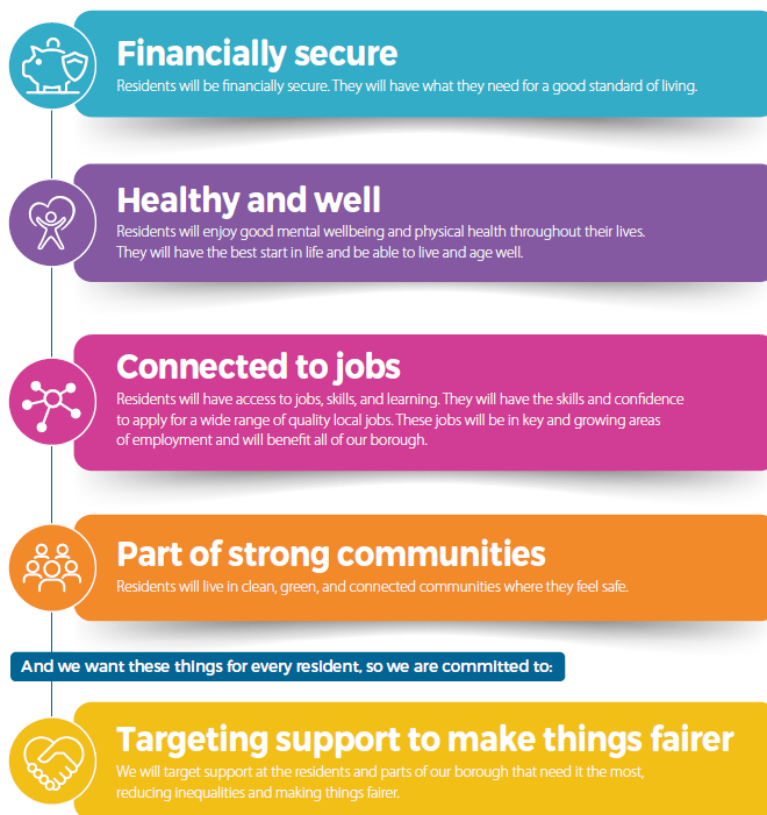 Financially secure
Residents will be financially secure. They will have what they need for a good standard of living.
Healthy and well
Residents will enjoy good mental wellbeing and physical health throughout their lives.
They will have the best start in life and be able to live and age well.
Connected to jobs
Residents will have access to jobs, skills, and learning. They will have the skills and confidence
to apply for a wide range of quality local jobs. These jobs will be in key and growing areas
of employment and will benefit all of our borough.
Part of strong communities
Residents will live in clean, green, and connected communities where they feel safe.
And we want these things for every resident, so we are committed to:
Targeting support to make things fairer
We will target support at the residents and parts of our borough that need it the most,
reducing inequalities and making things fairer.